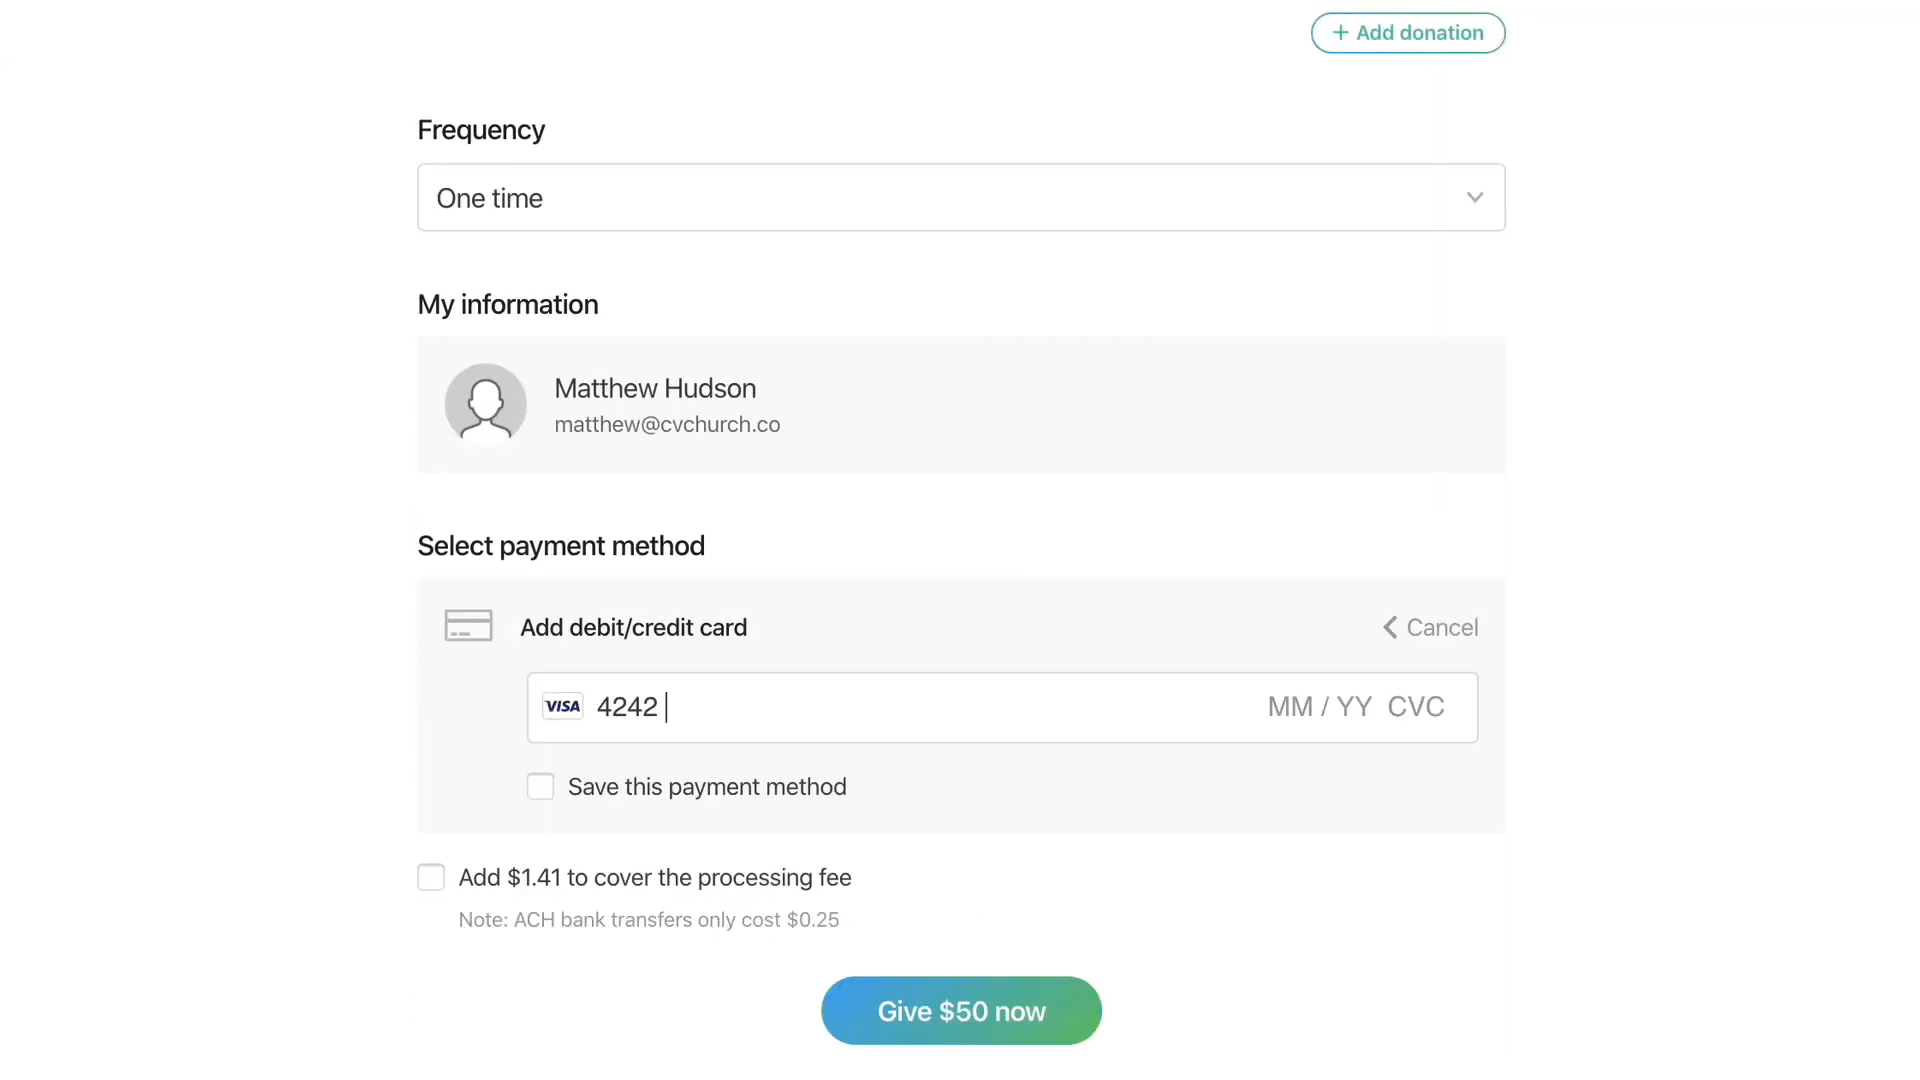 + Add donation
Frequency
One time
My information
Matthew Hudson
matthew@cvchurch.co
Select payment method
Add debit/credit card
Cancel
VISA 4242 MM / YY CVC
Save this payment method
Add $1.41 to cover the processing fee
Note: ACH bank transfers only cost $0.25
Give $50 now